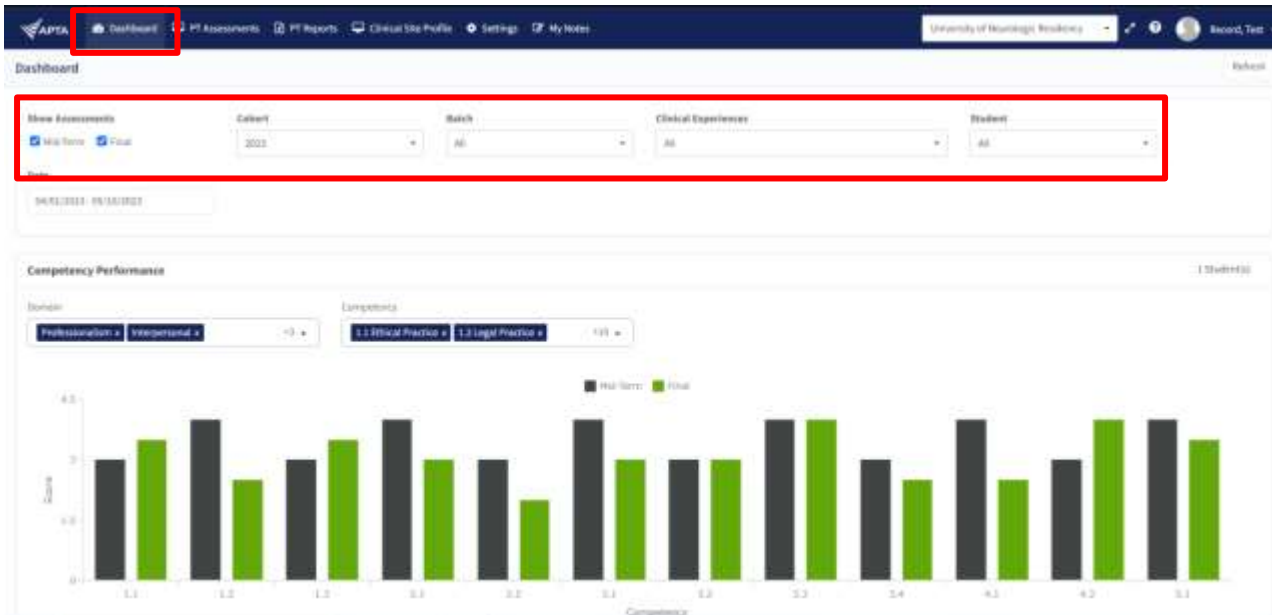 APTA Dashboard PT Assessments PT Reports Clinical Site Profile Settings My Notes University of Neurologic Residency Record, Test
Dashboard Refresh
Show Assessments Cohort Batch Clinical Experiences Student
Mid-Term Final 2023 All All All
Date
Competency Performance 1 Student(s)
Domain Competency
Professionalism x Interpersonal x +3 1.1 Ethical Practice x 1.2 Legal Practice x
Mid-Term Final
4.5
3
Score
1.5
0
1.1 1.2 1.3 2.1 2.2 3.1 3.2 3.3 3.4 4.1 4.2 5.1
Competency